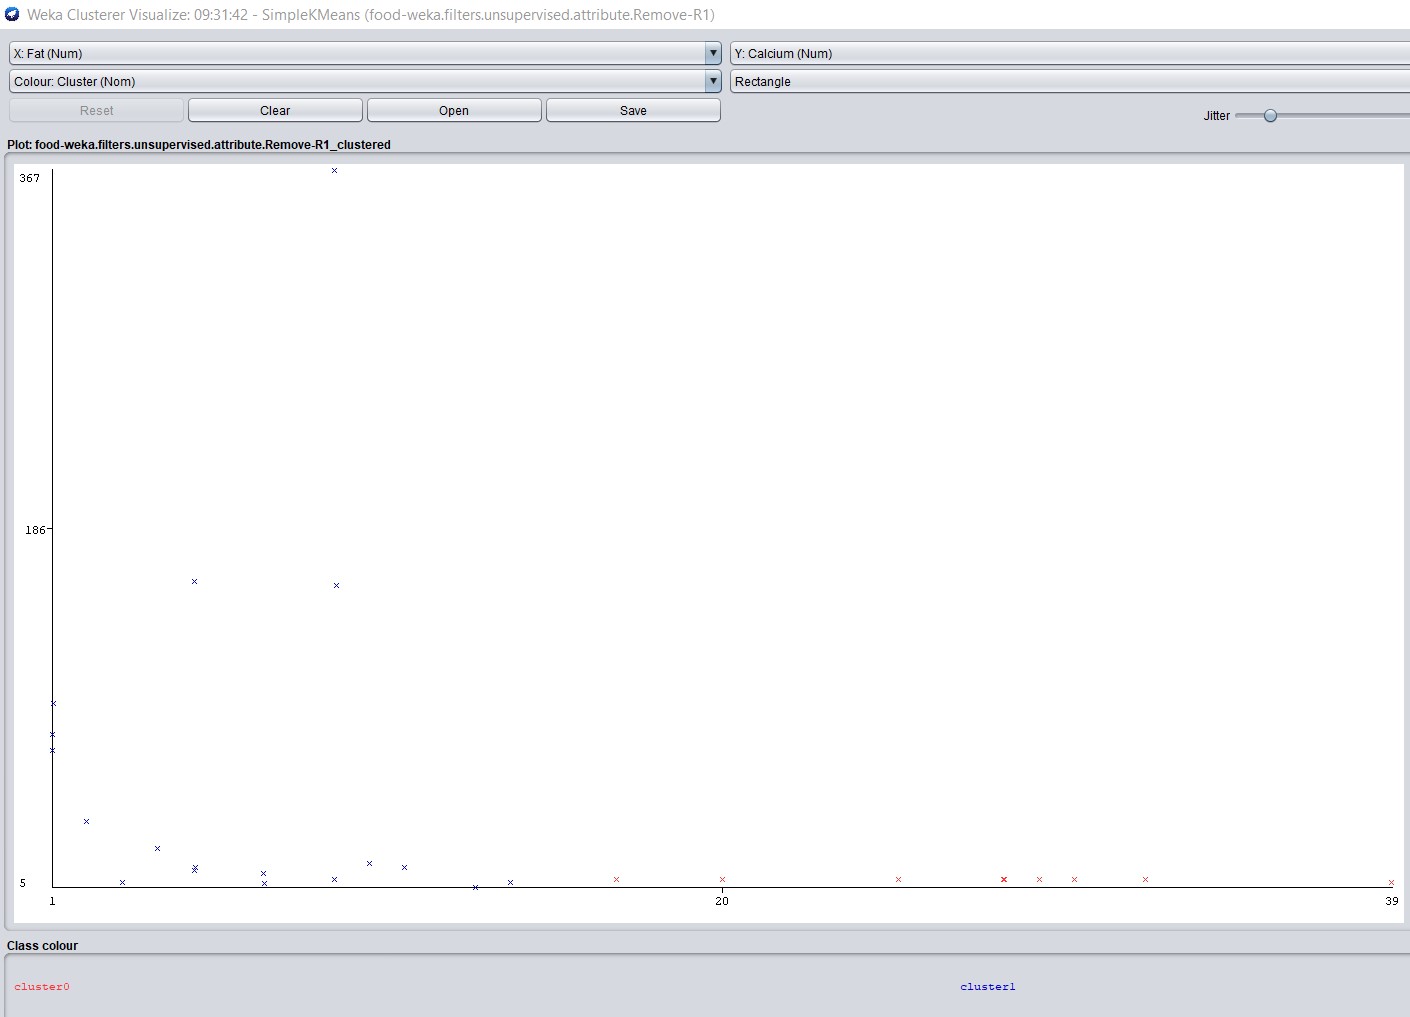 Weka Clusterer Visualize: 09:31:42 - SimpleKMeans (food-weka.filters.unsupervised.attribute.Remove-R1)
X: Fat (Num)
Y: Calcium (Num)
Colour: Cluster (Nom)
Rectangle
Reset
Clear
Open
Save
Jitter
Plot: food-weka.filters.unsupervised.attribute.Remove-R1_clustered
367
186
5
1
20
39
Class colour
cluster0
cluster1